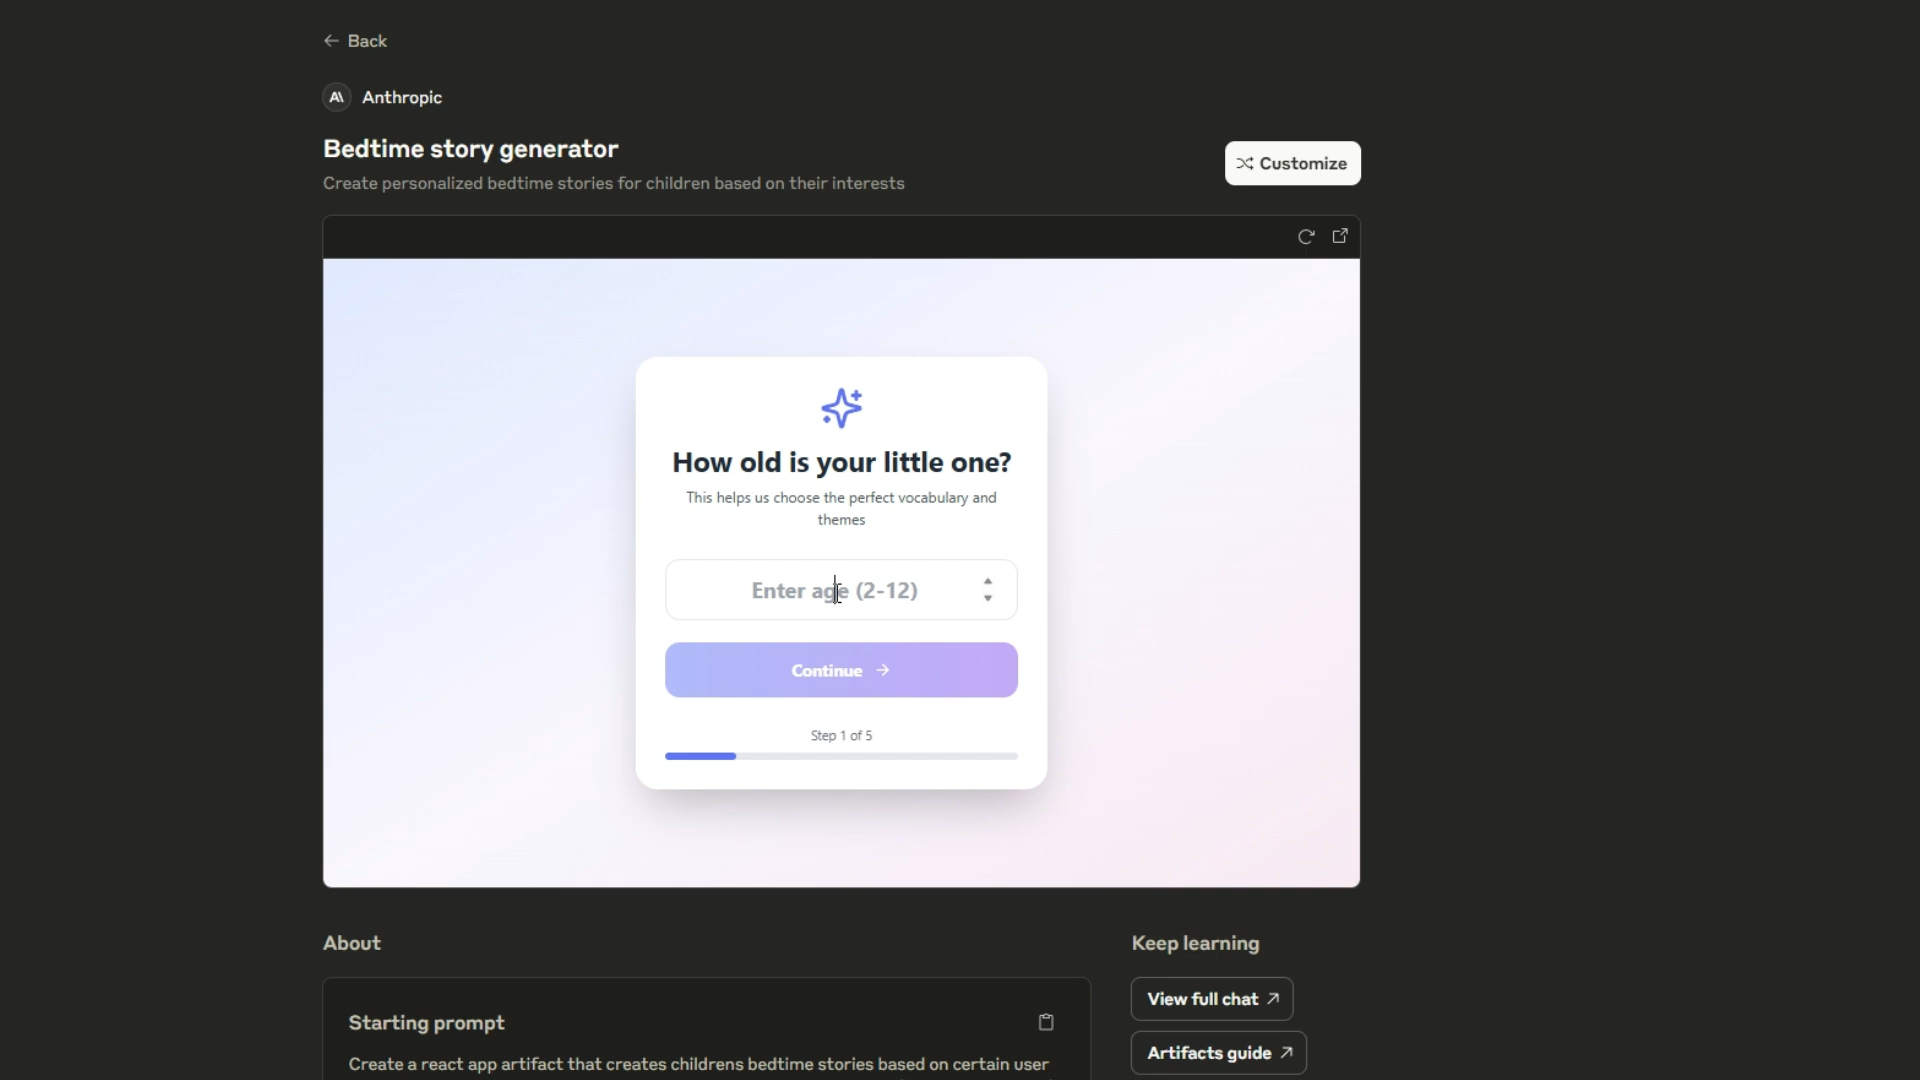 Back
Anthropic
Bedtime story generator
Create personalized bedtime stories for children based on their interests
Customize
How old is your little one?
This helps us choose the perfect vocabulary and
themes
Enter age (2-12)
Continue
Step 1 of 5
About
Keep learning
Starting prompt
View full chat
Create a react app artifact that creates childrens bedtime stories based on certain user
Artifacts guide